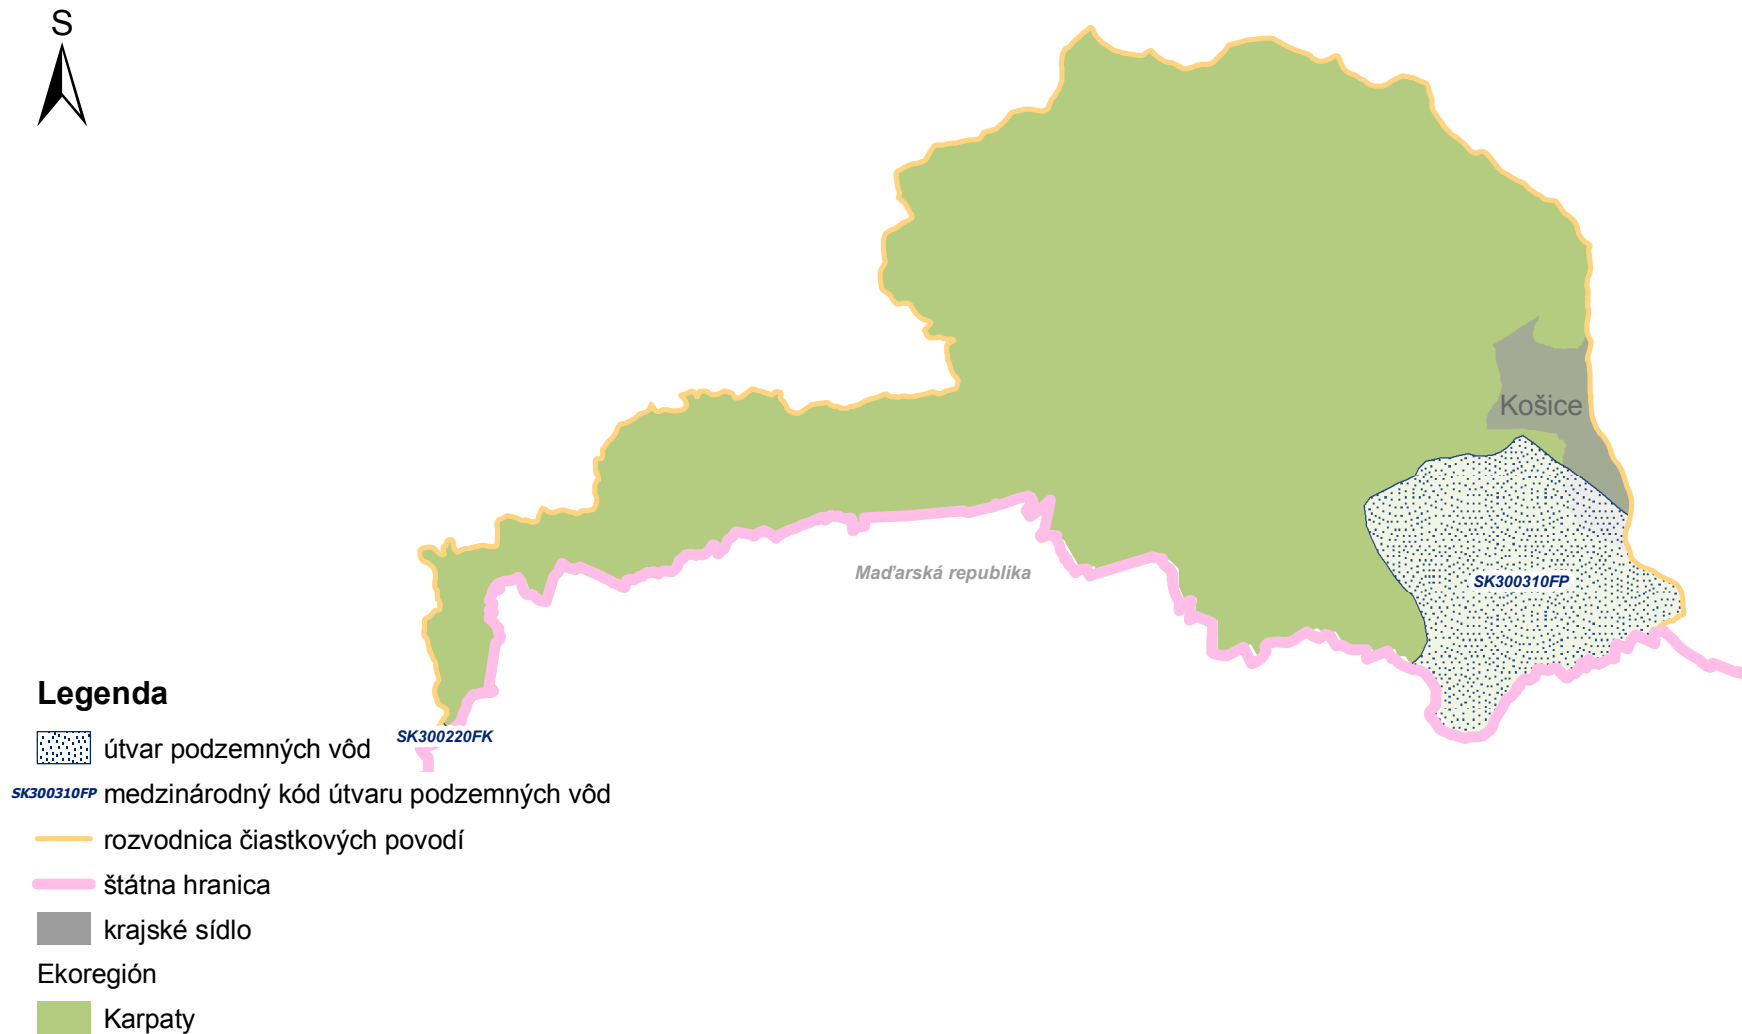 S
Košice
Maďarská republika
SK300310FP
SK300220FK
Legenda
útvar podzemných vôd
SK300310FP medzinárodný kód útvaru podzemných vôd
rozvodnica čiastkových povodí
štátna hranica
krajské sídlo
Ekoregión
Karpaty